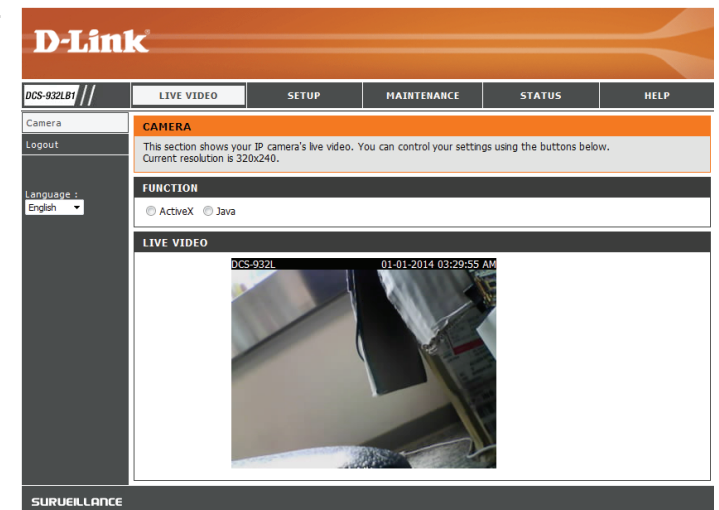 D-Link
DCS-932LB1 //
LIVE VIDEO
SETUP
MAINTENANCE
STATUS
HELP
Camera
Logout
Language :
English
CAMERA
This section shows your IP camera's live video. You can control your settings using the buttons below.
Current resolution is 320x240.
FUNCTION
ActiveX
Java
LIVE VIDEO
DCS-932L
01-01-2014 03:29:55 AM
SURVEILLANCE